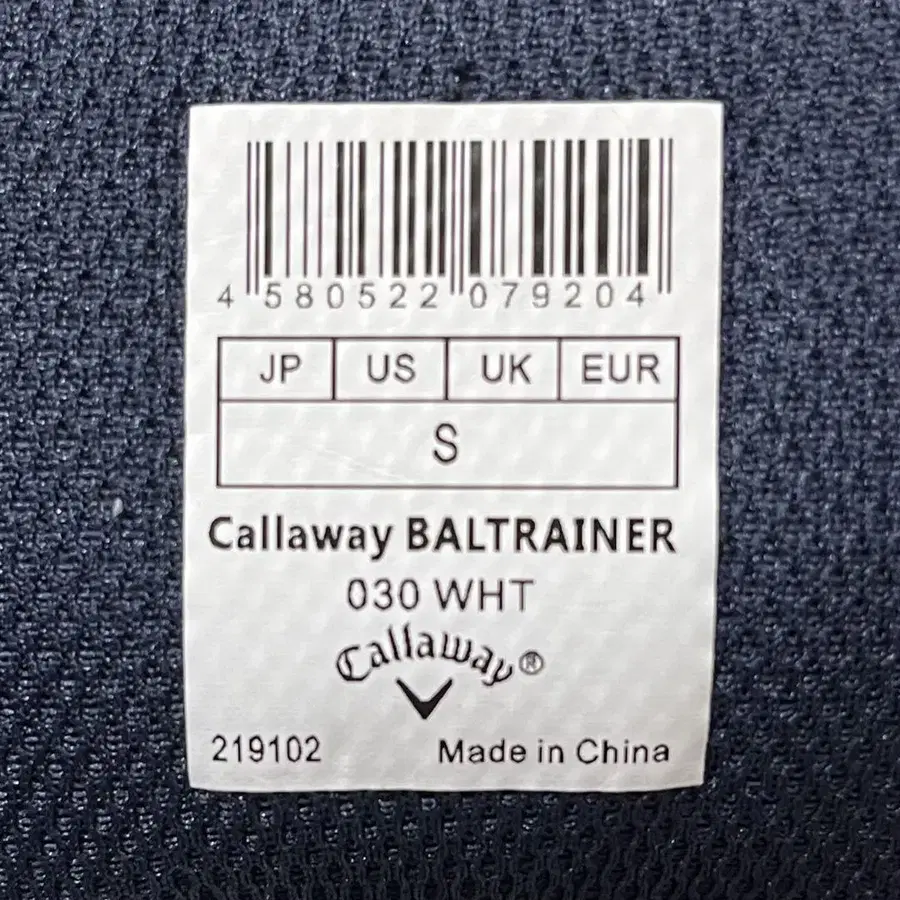 4 580522 079204
JP US UK EUR
S
Callaway BALTRAINER
030 WHT
Callaway®
219102 Made in China